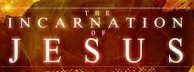 THE
INCARNATION
OF
JESUS